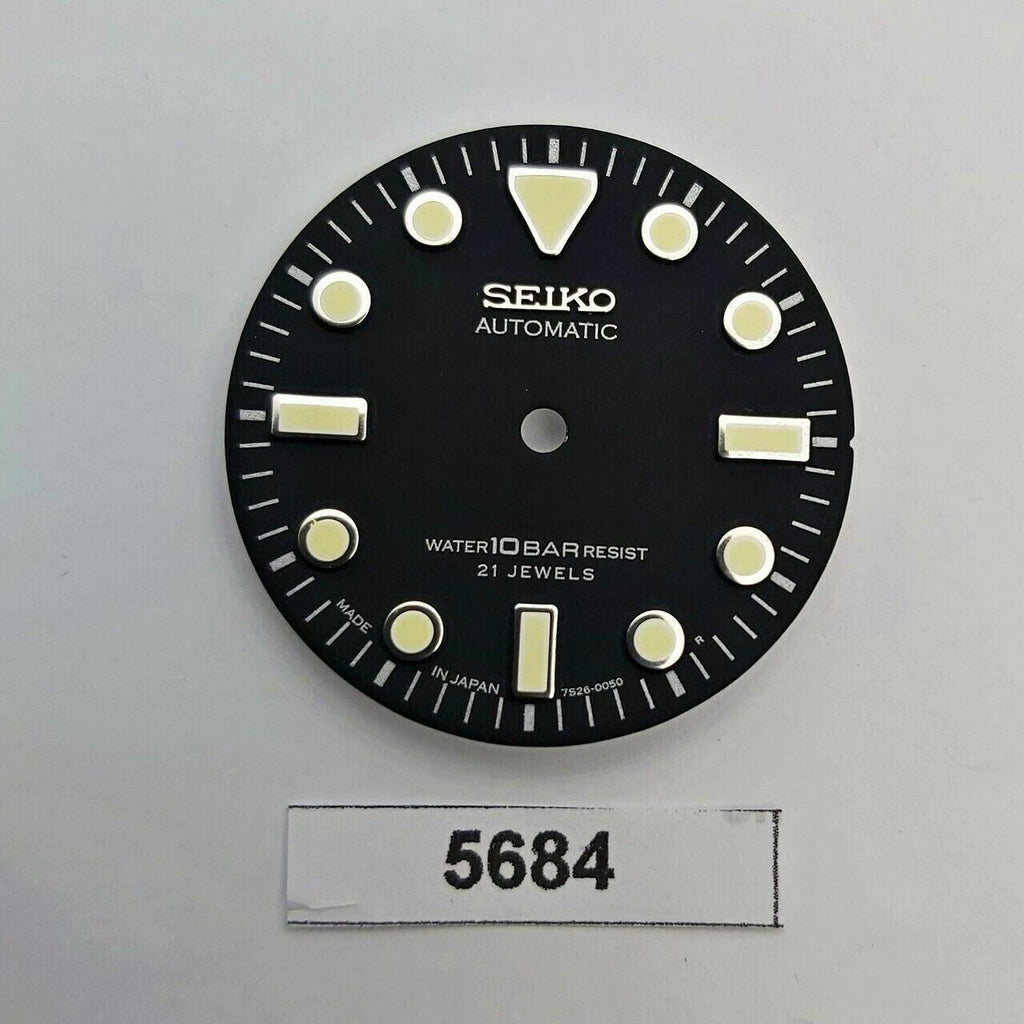 SEIKO
AUTOMATIC
WATER 10 BAR RESIST
21 JEWELS
MADE
IN JAPAN
7S26-0050
R
5684